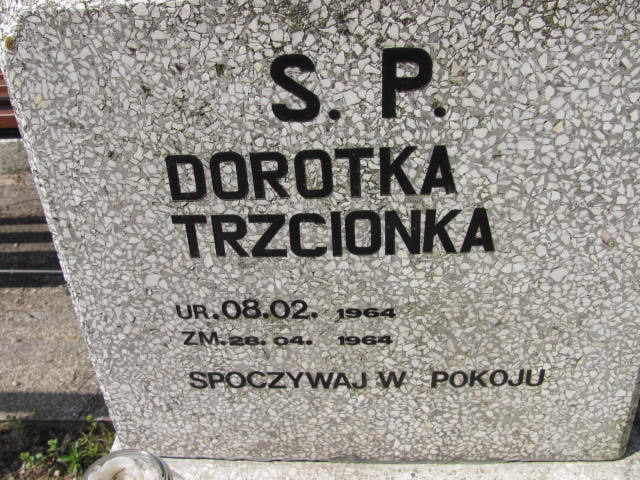 S. P.
DOROTKA
TRZCIONKA
UR.08.02. 1964
ZM.28.04. 1964
SPOCZYWAJ W POKOJU